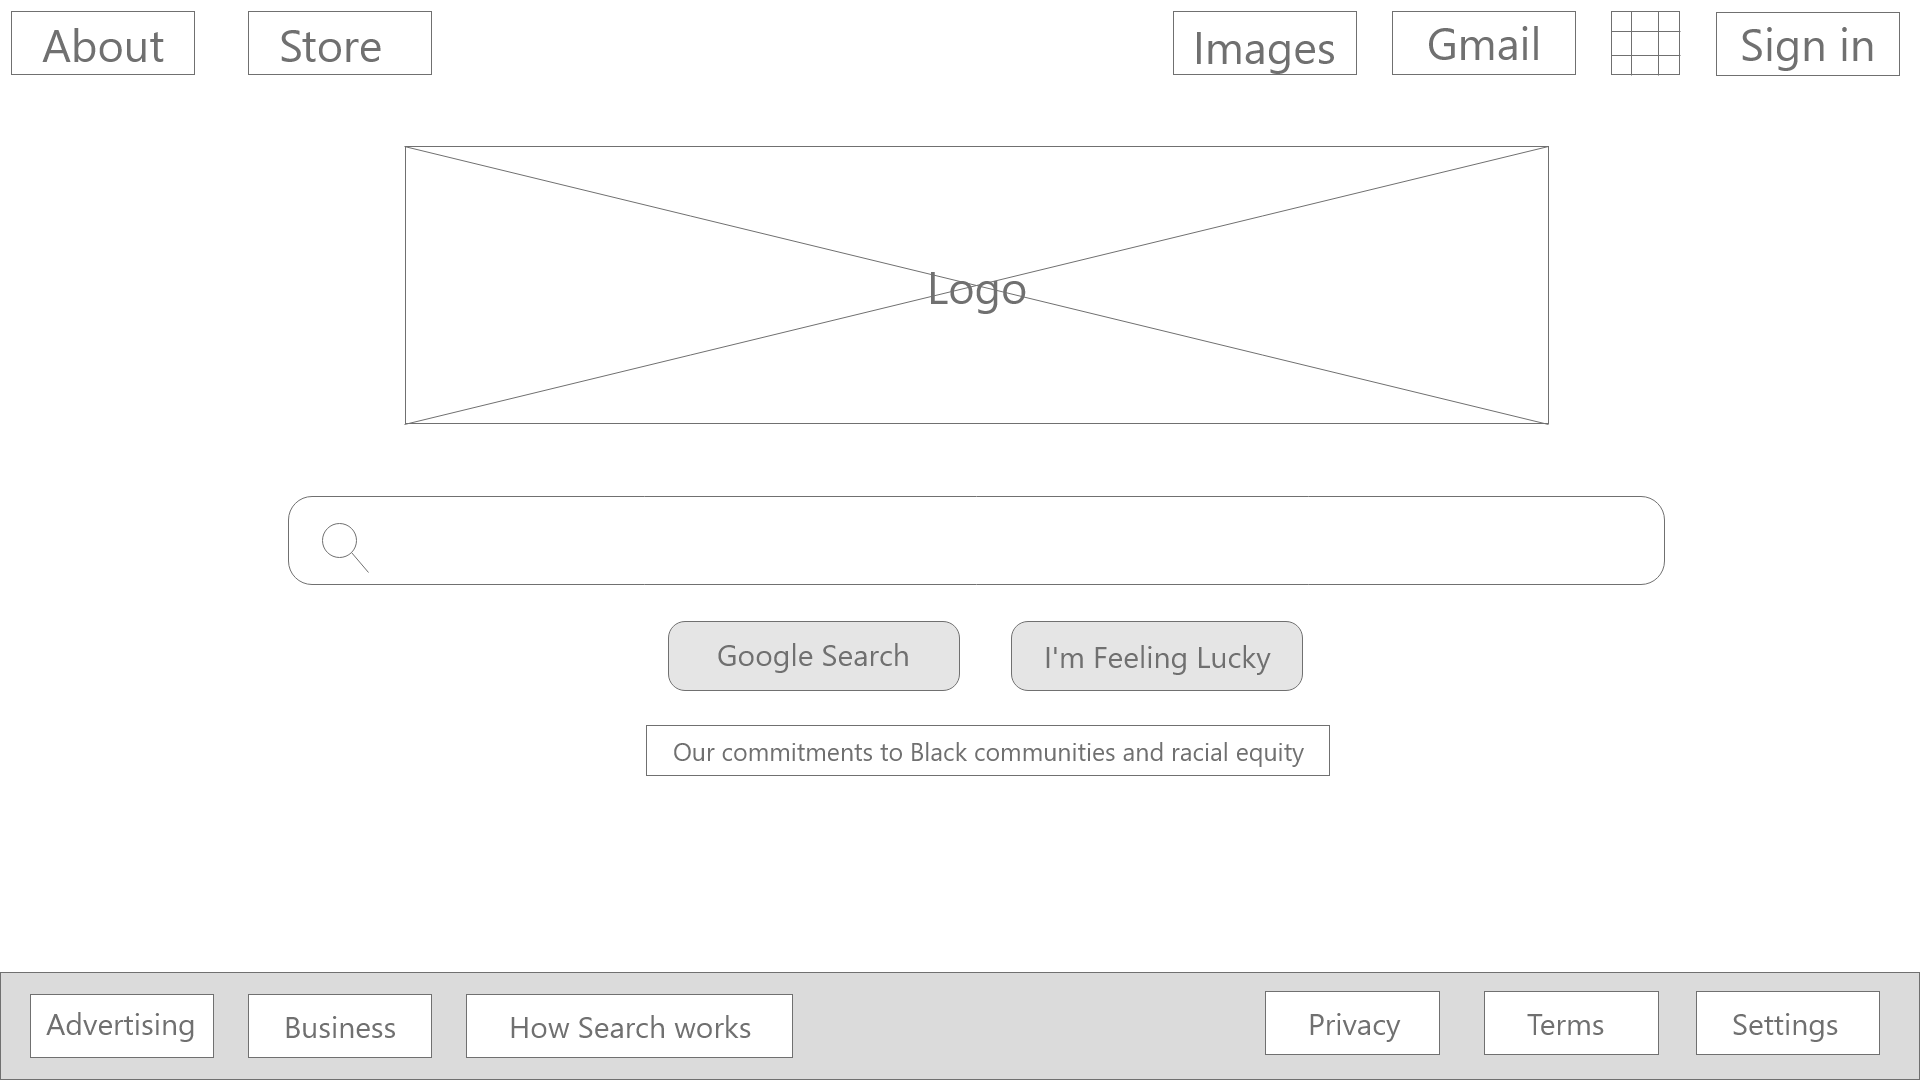 About
Store
Images
Gmail
Sign in
Logo
Google Search
I'm Feeling Lucky
Our commitments to Black communities and racial equity
Advertising
Business
How Search works
Privacy
Terms
Settings